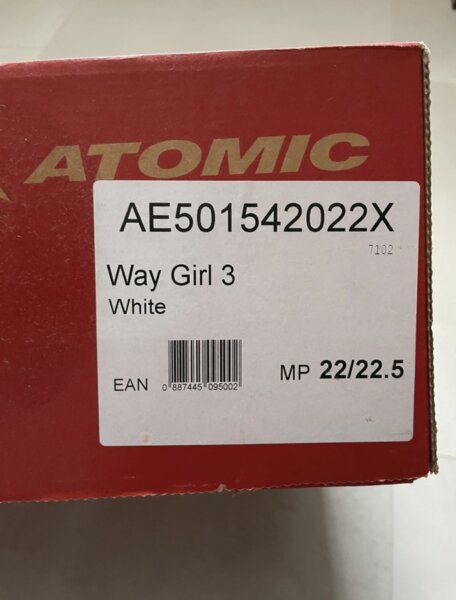 ATOMIC
AE501542022X
7102
Way Girl 3
White
EAN 0 887445 095002
MP 22/22.5